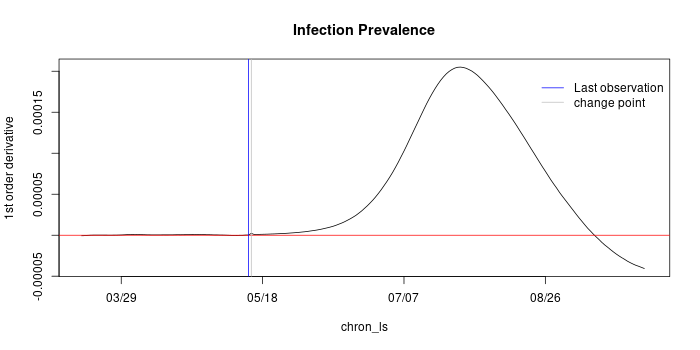 Infection Prevalence
1st order derivative
0.00015
0.00005
-0.00005
Last observation
change point
03/29
05/18
07/07
08/26
chron_ls